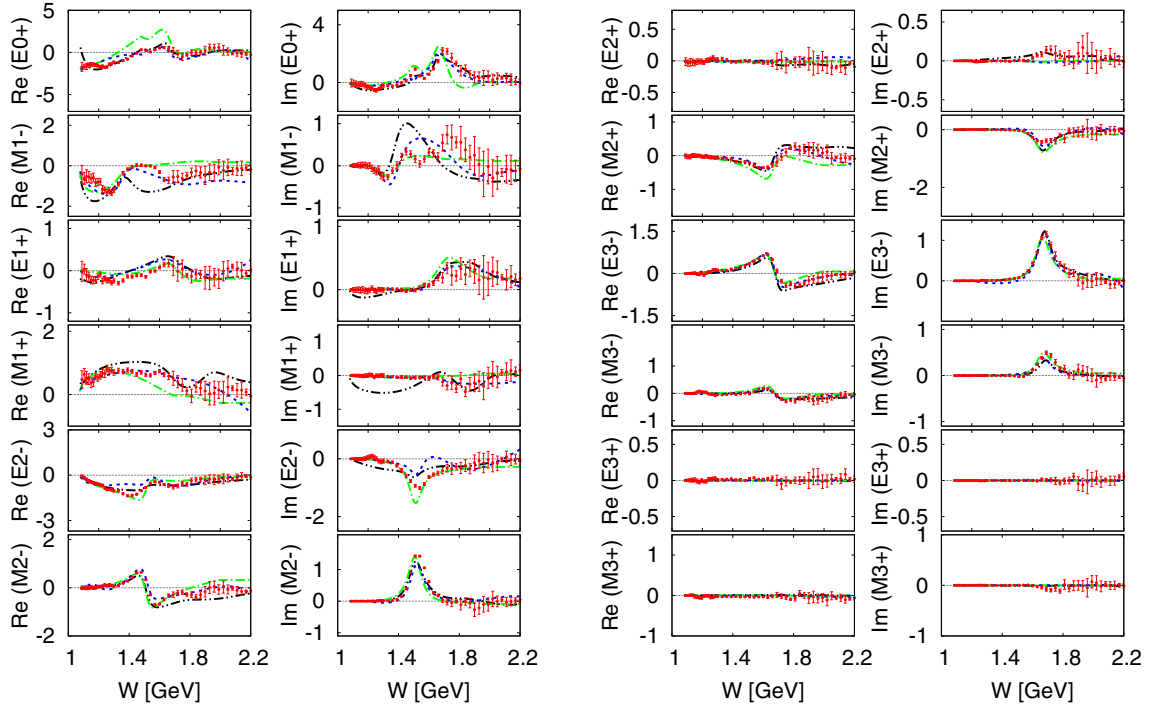 Re (E0+)
5
0
-5
Im (E0+)
4
0
Re (E2+)
0.5
0
-0.5
Im (E2+)
0.5
0
-0.5
Re (M1-)
2
0
-2
Im (M1-)
1
0
-1
Re (M2+)
1
0
-1
Im (M2+)
0
-2
Re (E1+)
1
0
-1
Im (E1+)
1
0
Re (E3-)
1.5
0
-1.5
Im (E3-)
1
0
Re (M1+)
2
0
Im (M1+)
1
0
-1
Re (M3-)
1
0
-1
Im (M3-)
1
0
-1
Re (E2-)
3
0
-3
Im (E2-)
0
-2
Re (E3+)
0.5
0
-0.5
Im (E3+)
0.5
0
-0.5
Re (M2-)
2
0
-2
Im (M2-)
1
0
-1
Re (M3+)
1
0
-1
Im (M3+)
1
0
-1
1 1.4 1.8 2.2
1 1.4 1.8 2.2
1 1.4 1.8 2.2
1 1.4 1.8 2.2
W [GeV]
W [GeV]
W [GeV]
W [GeV]